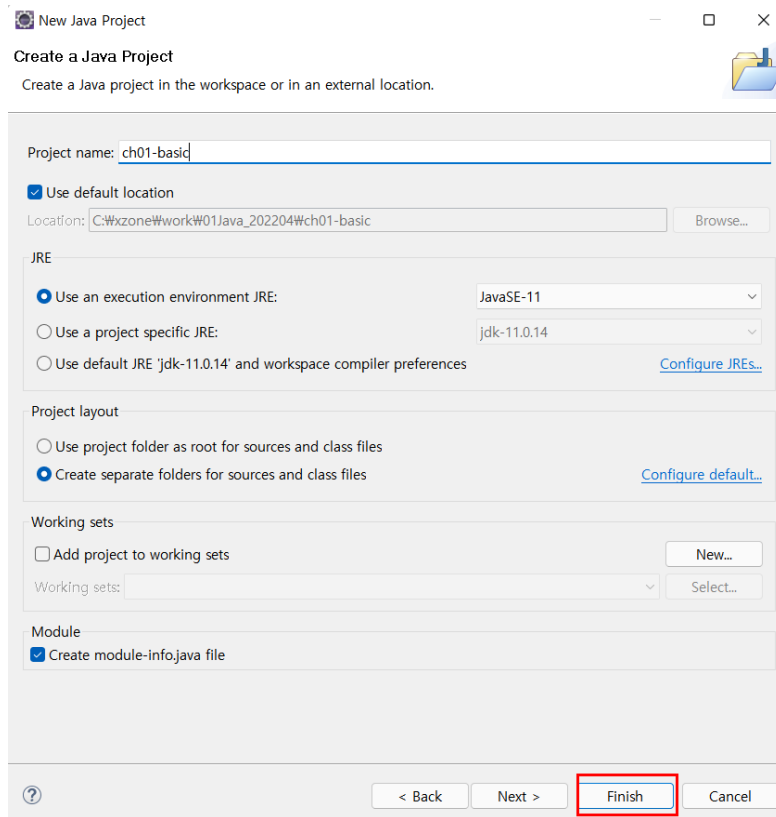 New Java Project
Create a Java Project
Create a Java project in the workspace or in an external location.
Project name: ch01-basic
Use default location
Location: C:₩xzone₩work₩01Java_202204₩ch01-basic Browse...
JRE
Use an execution environment JRE: JavaSE-11
Use a project specific JRE: jdk-11.0.14
Use default JRE 'jdk-11.0.14' and workspace compiler preferences Configure JREs...
Project layout
Use project folder as root for sources and class files
Create separate folders for sources and class files Configure default...
Working sets
Add project to working sets New...
Working sets: Select...
Module
Create module-info.java file
? < Back Next > Finish Cancel